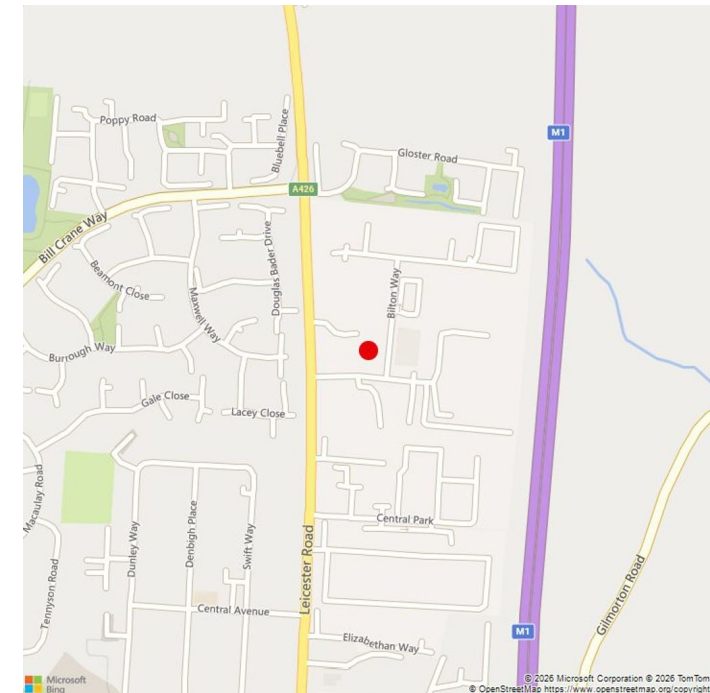 M1
Poppy Road
Bluebell Place
Gloster Road
A426
Bill Crane Way
Beamont Close
Douglas Bader Drive
Maxwell Way
Bilton Way
Burrough Way
Gale Close
Lacey Close
Macaulay Road
Dunley Way
Denbigh Place
Swift Way
Central Park
Leicester Road
Tennyson Road
Central Avenue
Gilmorton Road
M1
Elizabethan Way
Microsoft
Bing
© 2026 Microsoft Corporation © 2026 TomTom
© OpenStreetMap https://www.openstreetmap.org/copyright